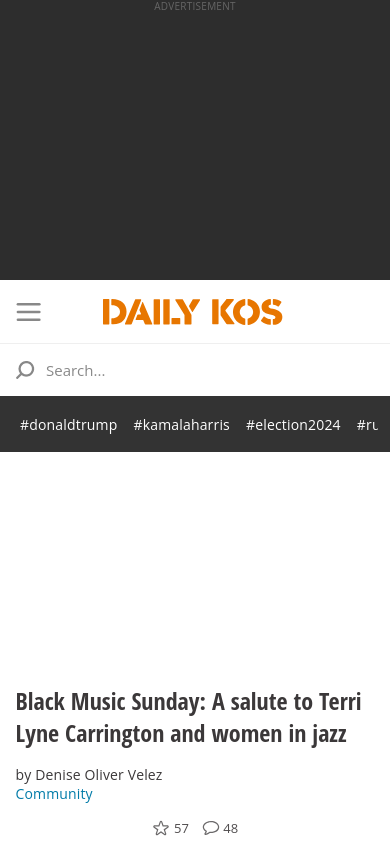 ADVERTISEMENT
DAILY KOS
Search...
#donaldtrump #kamalaharris #election2024
Black Music Sunday: A salute to Terri
Lyne Carrington and women in jazz
by Denise Oliver Velez
Community
57 48